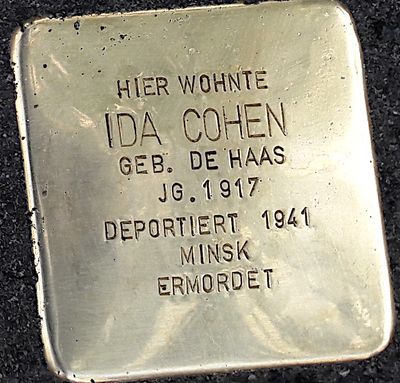 HIER WOHNTE
IDA COHEN
GEB. DE HAAS
JG. 1917
DEPORTIERT 1941
MINSK
ERMORDET